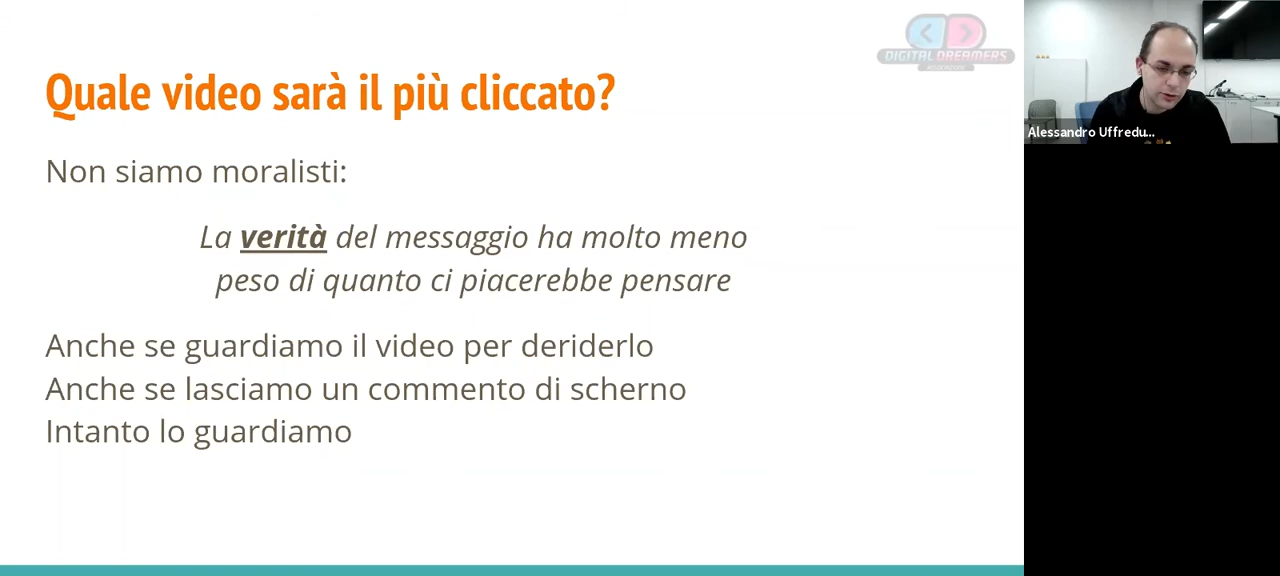 DIGITAL DREAMERS
Quale video sarà il più cliccato?
Alessandro Uffredu...
Non siamo moralisti:
La verità del messaggio ha molto meno
peso di quanto ci piacerebbe pensare
Anche se guardiamo il video per deriderlo
Anche se lasciamo un commento di scherno
Intanto lo guardiamo